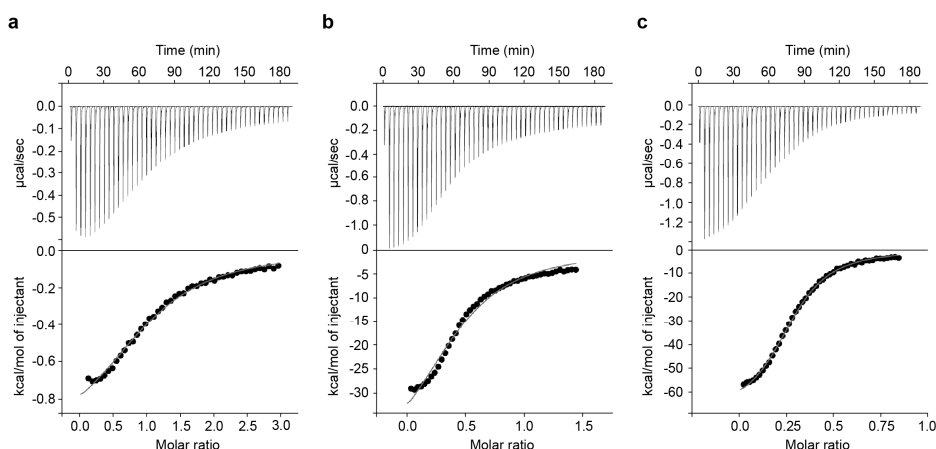 a
Time (min)
0 30 60 90 120 150 180
0.0
-0.1
-0.2
-0.3
-0.4
-0.5
µcal/sec
0.0
-0.2
-0.4
-0.6
-0.8
kcal/mol of injectant
0.0 0.5 1.0 1.5 2.0 2.5 3.0
Molar ratio
b
Time (min)
0 30 60 90 120 150 180
0.0
-0.2
-0.4
-0.6
-0.8
-1.0
µcal/sec
0
-5
-10
-15
-20
-25
-30
kcal/mol of injectant
0.0 0.5 1.0 1.5
Molar ratio
c
Time (min)
0 30 60 90 120 150 180
0.0
-0.2
-0.4
-0.6
-0.8
-1.0
-1.2
µcal/sec
0
-10
-20
-30
-40
-50
-60
kcal/mol of injectant
0.0 0.25 0.5 0.75 1.0
Molar ratio